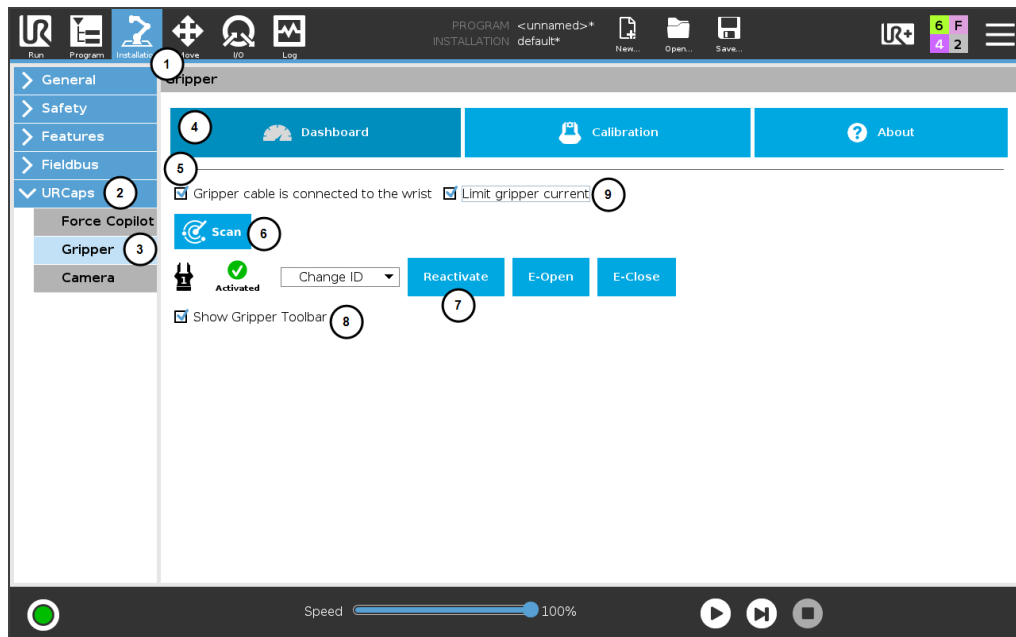 PROGRAM <unnamed>*
INSTALLATION default*
UR
Run
Program
Installation
Move
I/O
Log
New...
Open...
Save...
UR+
6 F
4 2
1
General
Gripper
Safety
Features
Fieldbus
URCaps 2
Force Copilot
Gripper 3
Camera
4 Dashboard
Calibration
? About
5
Gripper cable is connected to the wrist
Limit gripper current 9
Scan 6
1
Activated
Change ID
Reactivate
E-Open
E-Close
7
Show Gripper Toolbar 8
Speed 100%